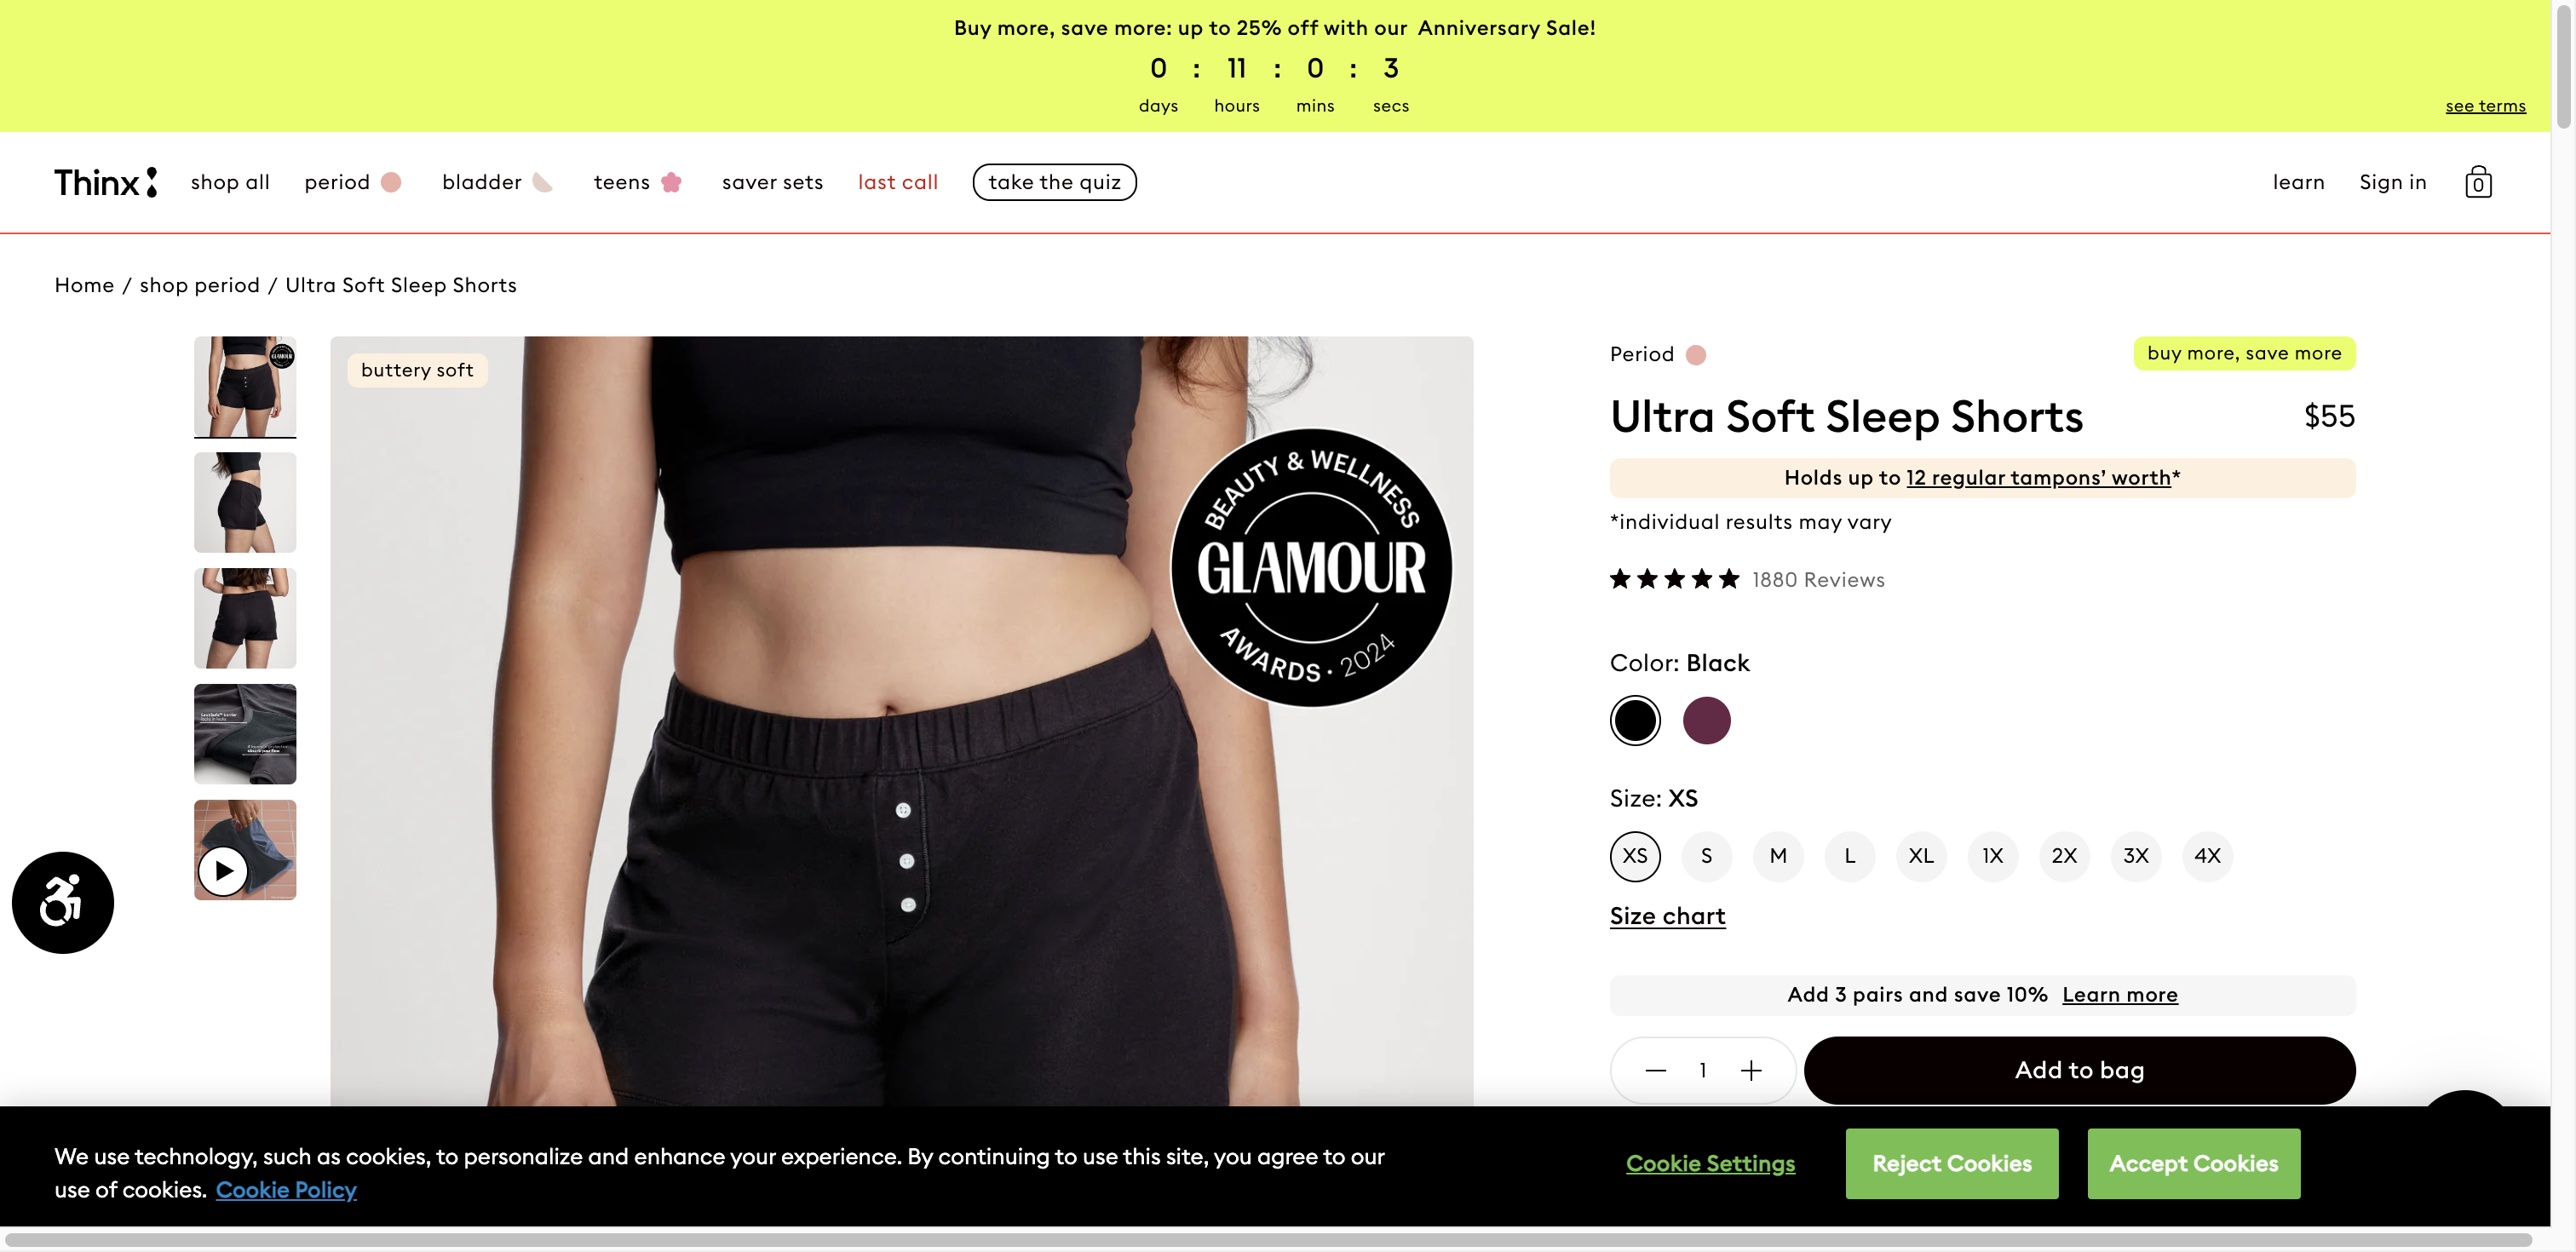 Buy more, save more: up to 25% off with our Anniversary Sale!
0 : 11 : 0 : 3
days hours mins secs
see terms
Thinx shop all period bladder teens saver sets last call take the quiz learn Sign in 0
Home / shop period / Ultra Soft Sleep Shorts
buttery soft
GLAMOUR
BEAUTY & WELLNESS
GLAMOUR
AWARDS · 2024
Period
buy more, save more
Ultra Soft Sleep Shorts
$55
Holds up to 12 regular tampons’ worth*
*individual results may vary
1880 Reviews
Color: Black
Size: XS
XS S M L XL 1X 2X 3X 4X
Size chart
Add 3 pairs and save 10% Learn more
— 1 +
Add to bag
We use technology, such as cookies, to personalize and enhance your experience. By continuing to use this site, you agree to our
use of cookies. Cookie Policy
Cookie Settings
Reject Cookies
Accept Cookies